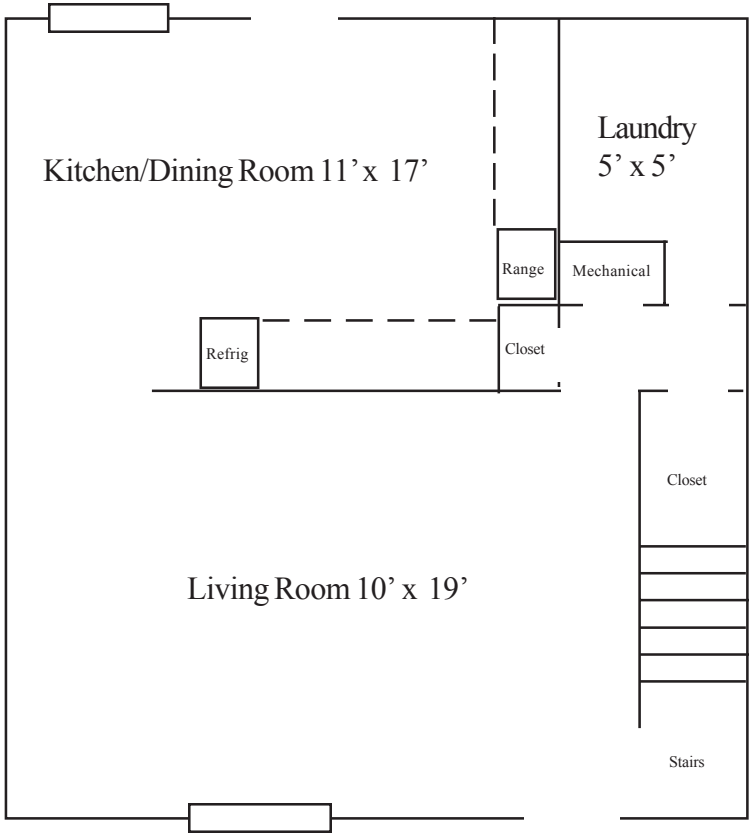 Laundry
5’ x 5’
Kitchen/Dining Room 11’ x 17’
Range
Mechanical
Refrig
Closet
Closet
Living Room 10’ x 19’
Stairs